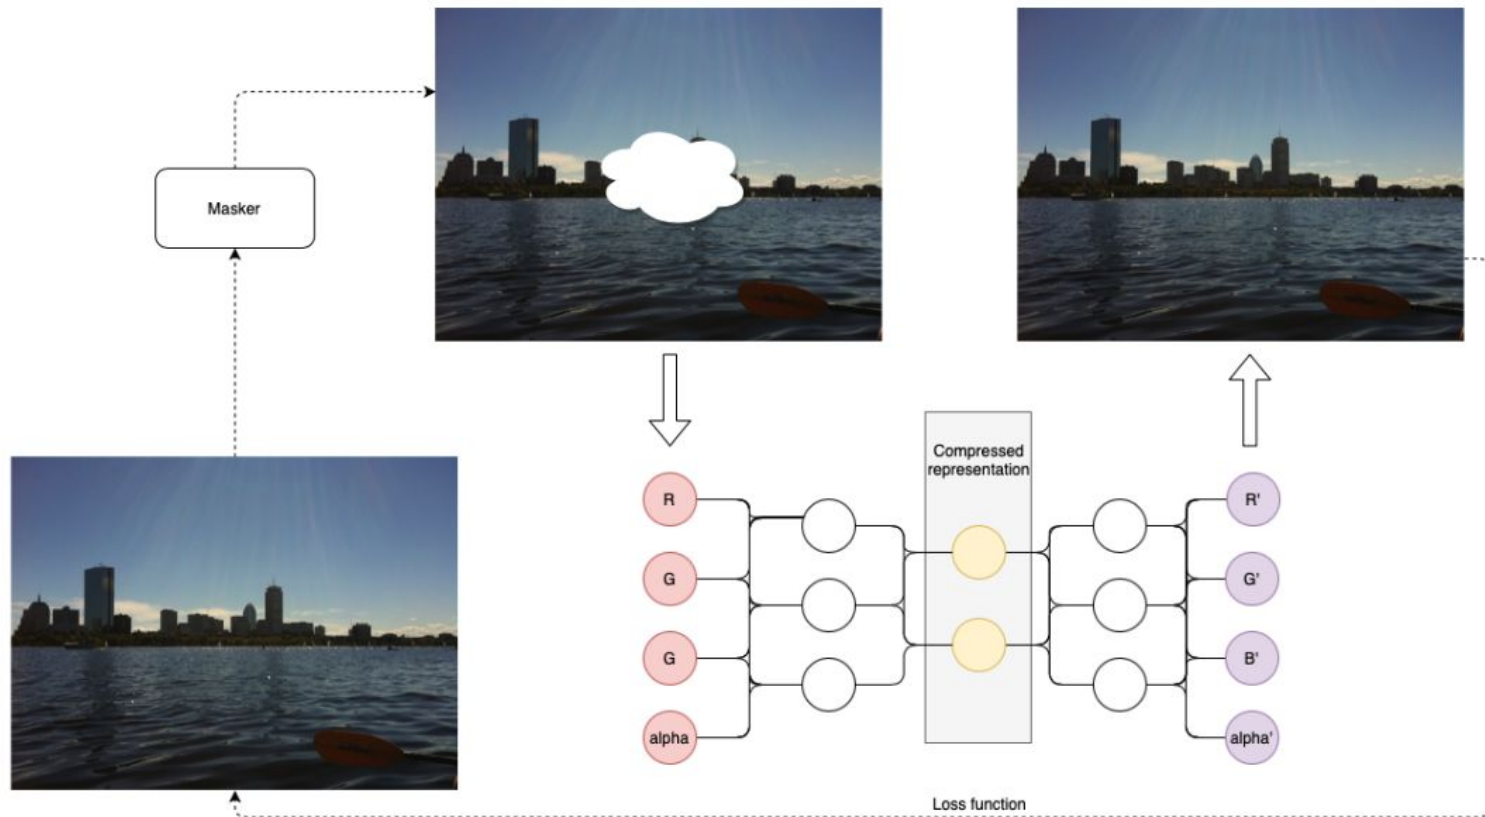 Masker
Compressed
representation
R
G
G
alpha
R'
G'
B'
alpha'
Loss function